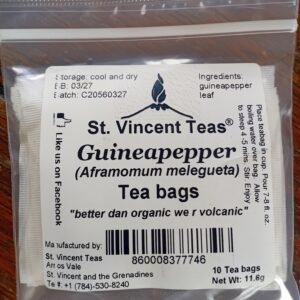 Storage: cool and dry
BB: 03/27
Batch: C20560327
Ingredients:
guineapepper
leaf
St. Vincent Teas®
Guineapepper
(Aframomum melegueta)
Tea bags
"better dan organic we r volcanic"
Like us on Facebook
Place teabag in cup. Pour 7-8 fl. oz.
boiling water over bag. Allow
to steep 4-5 mins. Stir. Enjoy
Manufactured by:
St. Vincent Teas
Arnos Vale
St. Vincent and the Grenadines
Tel #: +1 (784)-530-8240
860008377746
10 Tea bags
Net W: 11.6g